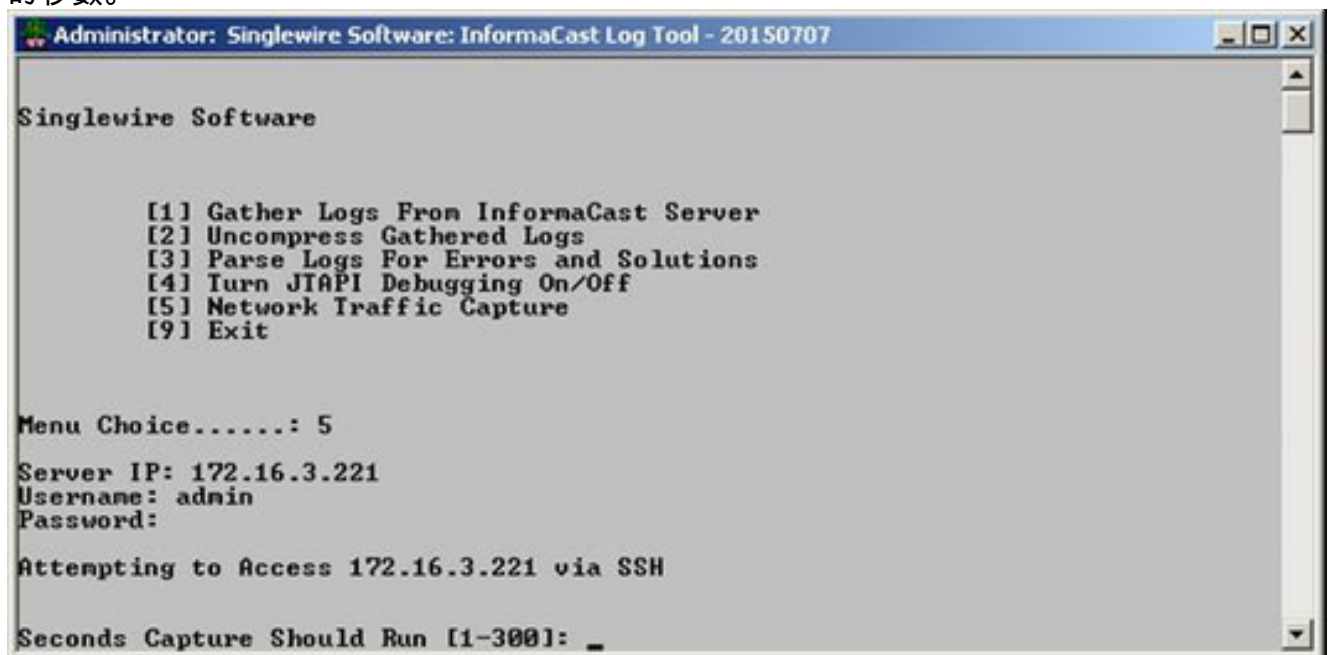 的秒数。
Administrator: Singlewire Software: InformaCast Log Tool - 20150707
Singlewire Software
[1] Gather Logs From InformaCast Server
[2] Uncompress Gathered Logs
[3] Parse Logs For Errors and Solutions
[4] Turn JTAPI Debugging On/Off
[5] Network Traffic Capture
[9] Exit
Menu Choice......: 5
Server IP: 172.16.3.221
Username: admin
Password:
Attempting to Access 172.16.3.221 via SSH
Seconds Capture Should Run [1-300]: _